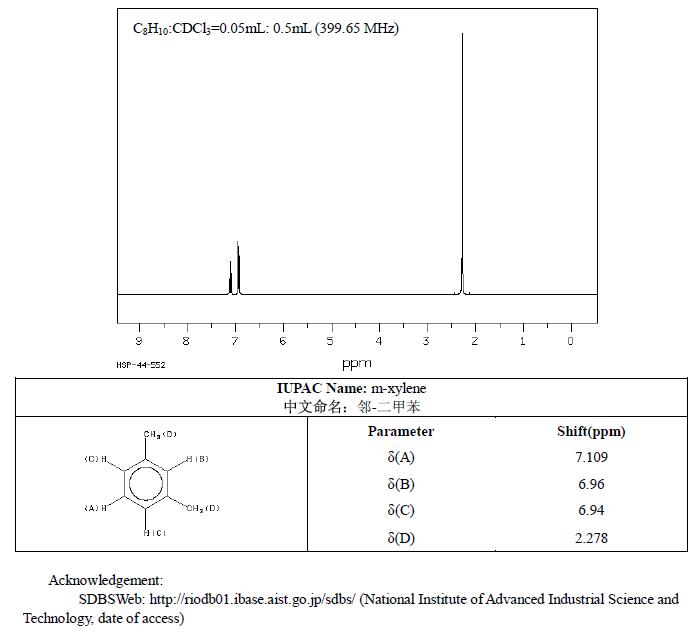 C₈H₁₀:CDCl₃=0.05mL: 0.5mL (399.65 MHz)
9 8 7 6 5 4 3 2 1 0
HSP-44-552
ppm
IUPAC Name: m-xylene
中文命名：邻-二甲苯
Parameter Shift(ppm)
δ(A) 7.109
δ(B) 6.96
δ(C) 6.94
δ(D) 2.278
CH₃(D)
(C)H H(B)
(A)H CH₃(D)
H(C)
Acknowledgement:
SDBSWeb: http://riodb01.ibase.aist.go.jp/sdbs/ (National Institute of Advanced Industrial Science and
Technology, date of access)